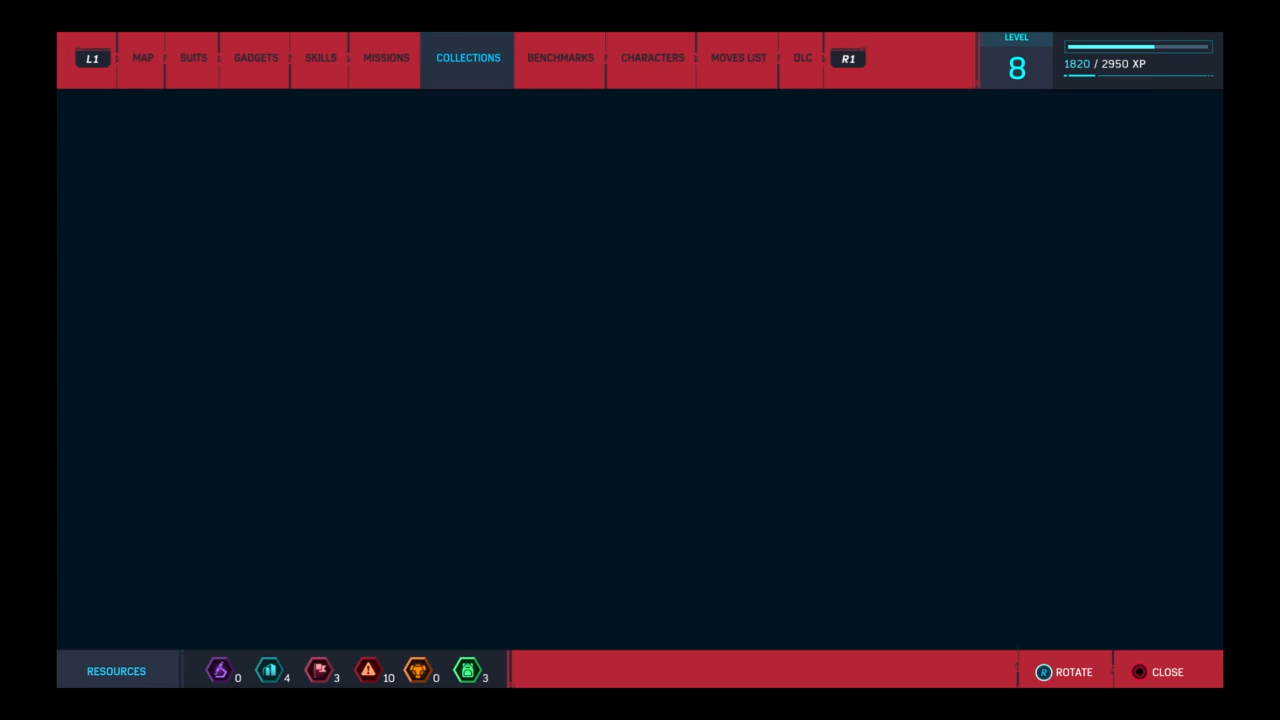 LEVEL
L1 MAP SUITS GADGETS SKILLS MISSIONS COLLECTIONS BENCHMARKS CHARACTERS MOVES LIST DLC R1
8
1820 / 2950 XP
RESOURCES 0 4 3 10 0 3
R ROTATE CLOSE